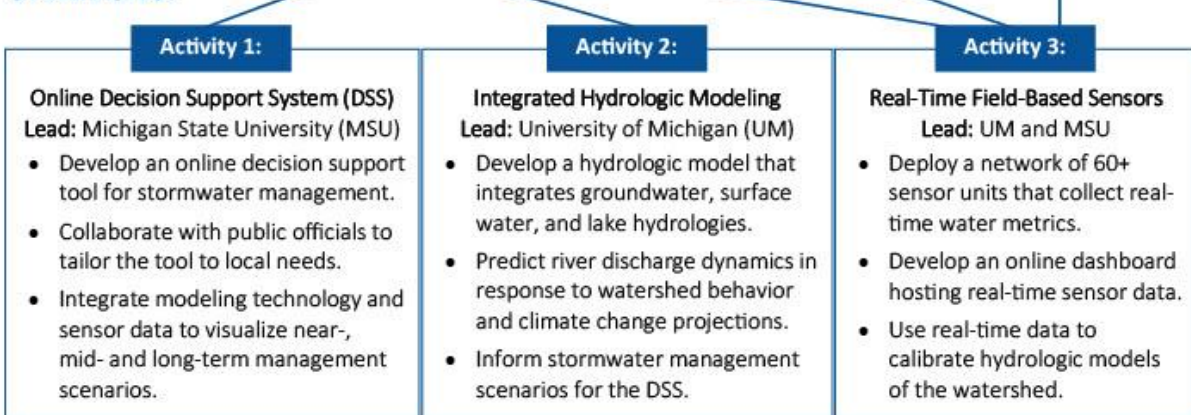 Activity 1:
Online Decision Support System (DSS)
Lead: Michigan State University (MSU)
• Develop an online decision support
tool for stormwater management.
• Collaborate with public officials to
tailor the tool to local needs.
• Integrate modeling technology and
sensor data to visualize near-,
mid- and long-term management
scenarios.
Activity 2:
Integrated Hydrologic Modeling
Lead: University of Michigan (UM)
• Develop a hydrologic model that
integrates groundwater, surface
water, and lake hydrologies.
• Predict river discharge dynamics in
response to watershed behavior
and climate change projections.
• Inform stormwater management
scenarios for the DSS.
Activity 3:
Real-Time Field-Based Sensors
Lead: UM and MSU
• Deploy a network of 60+
sensor units that collect real-
time water metrics.
• Develop an online dashboard
hosting real-time sensor data.
• Use real-time data to
calibrate hydrologic models
of the watershed.